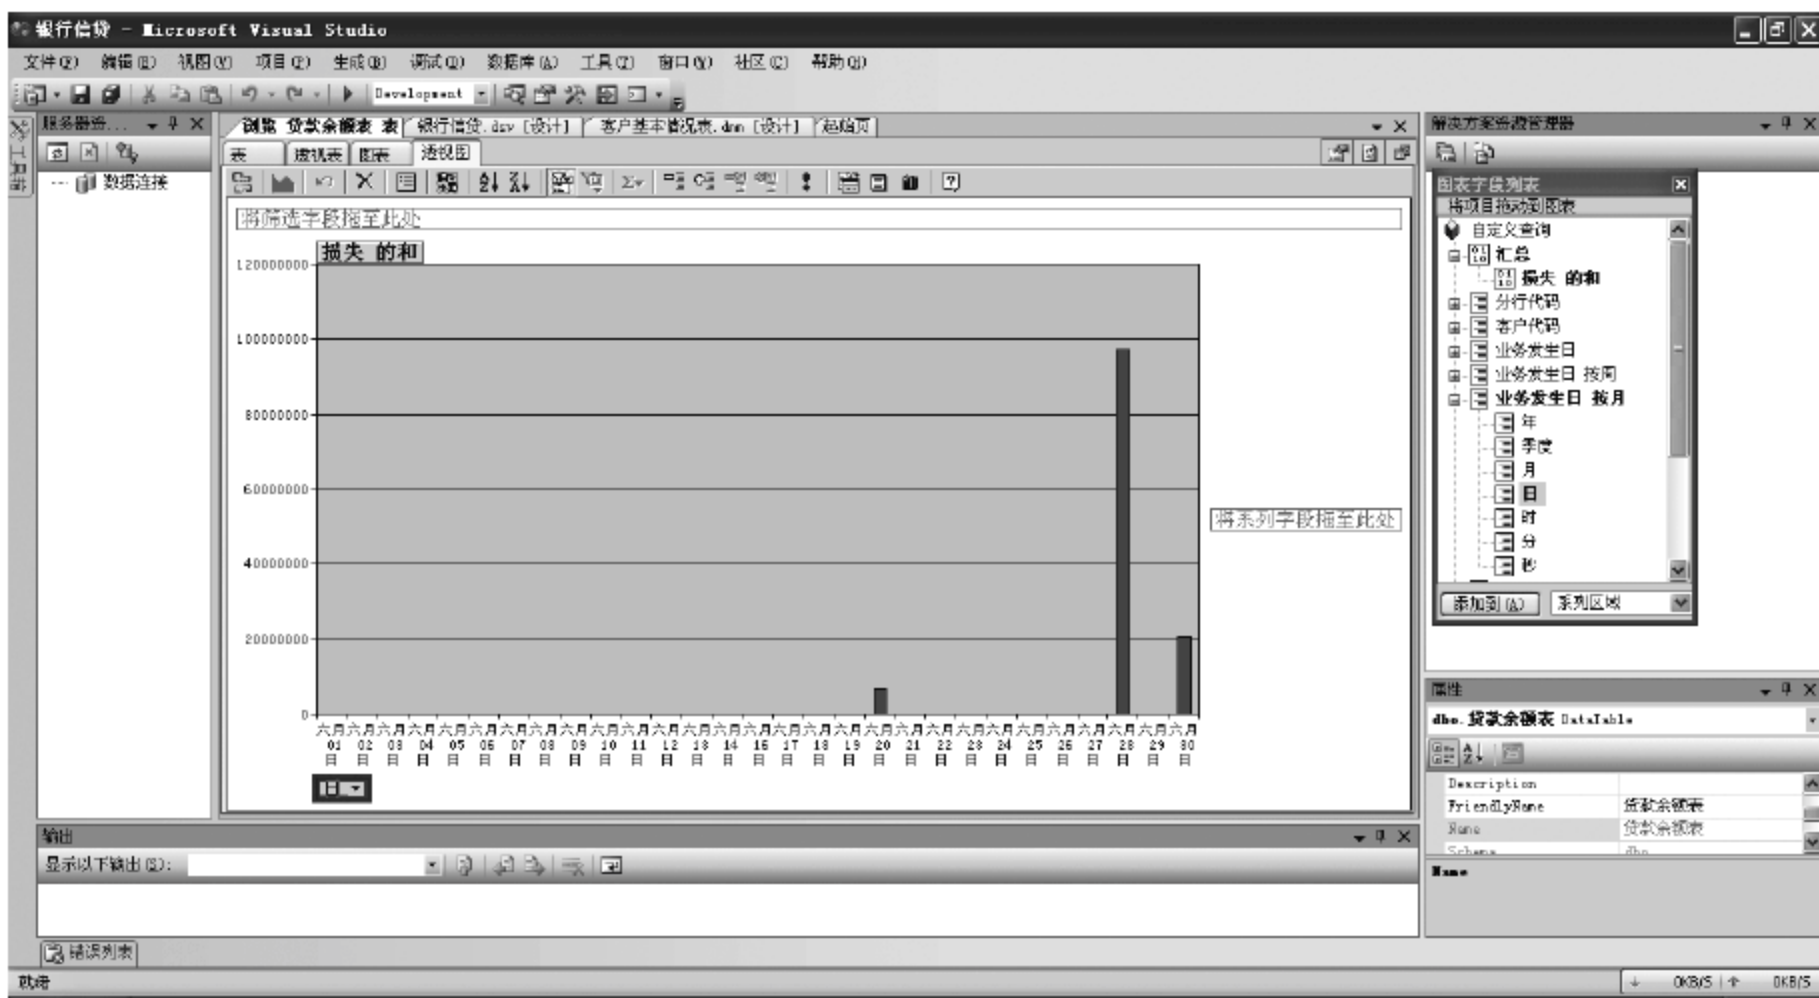 银行信贷 - Microsoft Visual Studio
文件(F) 编辑(E) 视图(V) 项目(P) 生成(B) 调试(D) 数据库(A) 工具(T) 窗口(W) 社区(C) 帮助(H)
Development
服务器资...
数据连接
浏览 贷款余额表 表 银行信贷.dsv [设计] 客户基本情况表.dmm [设计] 起始页
表 透视表 图表 透视图
将筛选字段拖至此处
损失 的和
120000000
100000000
80000000
60000000
40000000
20000000
0
将系列字段拖至此处
六月 六月 六月 六月 六月 六月 六月 六月 六月 六月 六月 六月 六月 六月 六月 六月 六月 六月 六月 六月 六月 六月 六月 六月 六月 六月 六月 六月 六月
01 02 03 04 05 06 07 08 09 10 11 12 13 14 16 17 18 19 20 21 22 23 24 25 26 27 28 29 30
日 日 日 日 日 日 日 日 日 日 日 日 日 日 日 日 日 日 日 日 日 日 日 日 日 日 日 日 日
日
解决方案资源管理器
图表字段列表
将项目拖动到图表
自定义查询
汇总
损失 的和
分行代码
客户代码
业务发生日
业务发生日 按周
业务发生日 按月
年
季度
月
日
时
分
秒
添加到(A) 系列区域
属性
dbo.贷款余额表 DataTable
Description
FriendlyName 贷款余额表
Name 贷款余额表
Schema dbo
Name
输出
显示以下输出(S):
错误列表
就绪
0KB/S 0KB/S